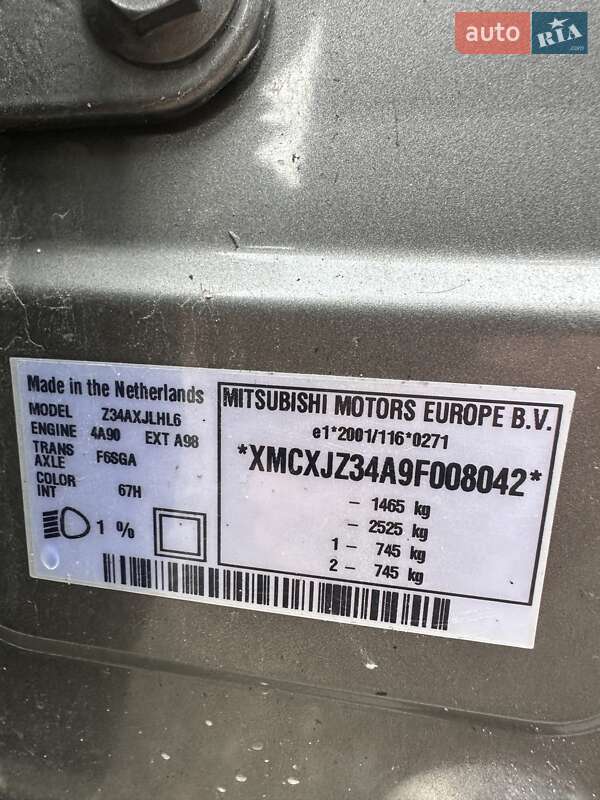 auto RIA .com
Made in the Netherlands
MODEL Z34AXJLHL6
ENGINE 4A90 EXT A98
TRANS AXLE F6SGA
COLOR INT 67H
1 %
MITSUBISHI MOTORS EUROPE B.V.
e1*2001/116*0271
*XMCXJZ34A9F008042*
– 1465 kg
– 2525 kg
1 – 745 kg
2 – 745 kg